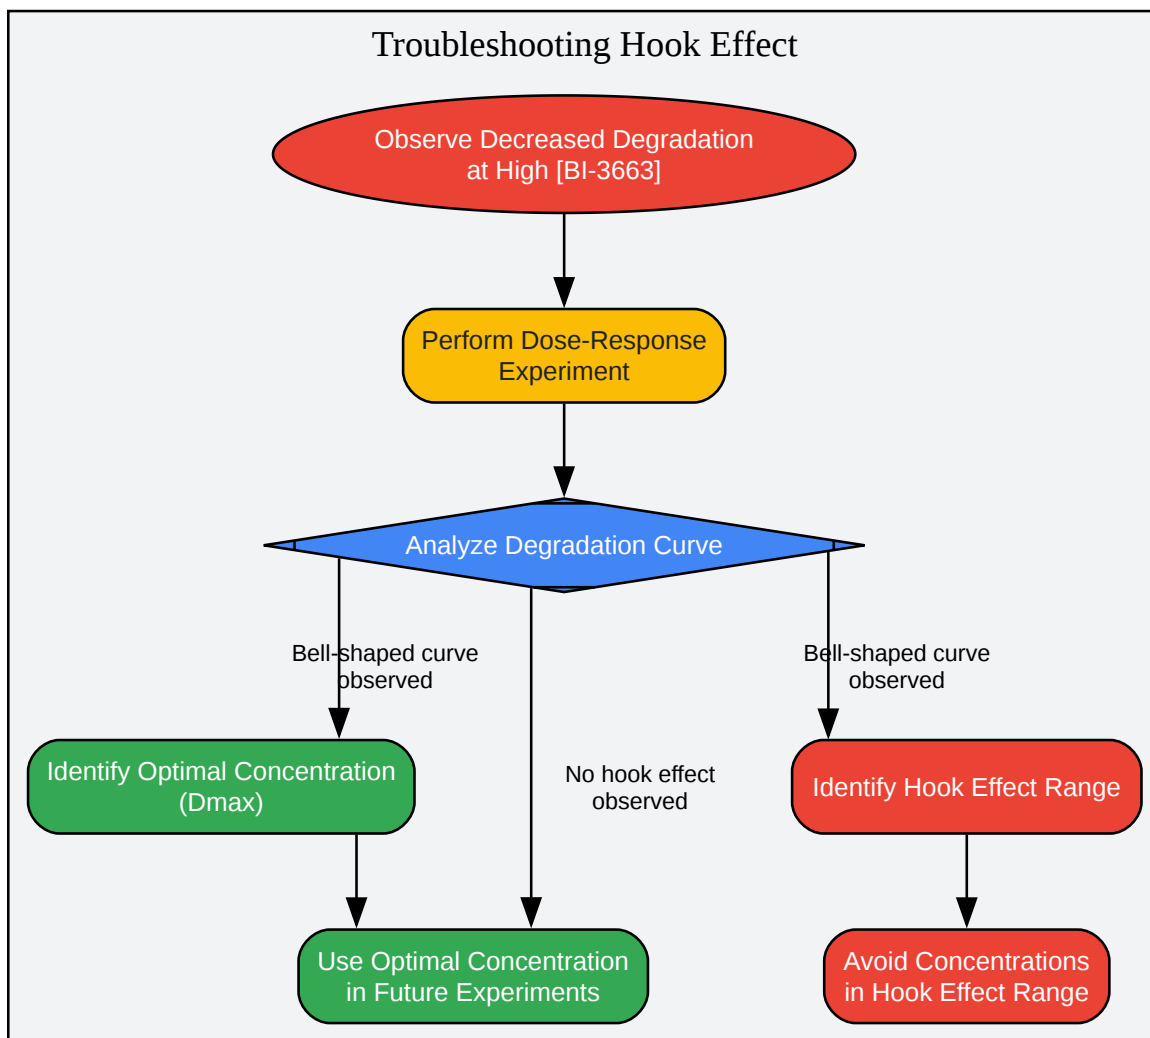 Troubleshooting Hook Effect
Observe Decreased Degradation
at High [BI-3663]
Perform Dose-Response
Experiment
Analyze Degradation Curve
Bell-shaped curve
observed
Bell-shaped curve
observed
No hook effect
observed
Identify Optimal Concentration
(Dmax)
Identify Hook Effect Range
Use Optimal Concentration
in Future Experiments
Avoid Concentrations
in Hook Effect Range